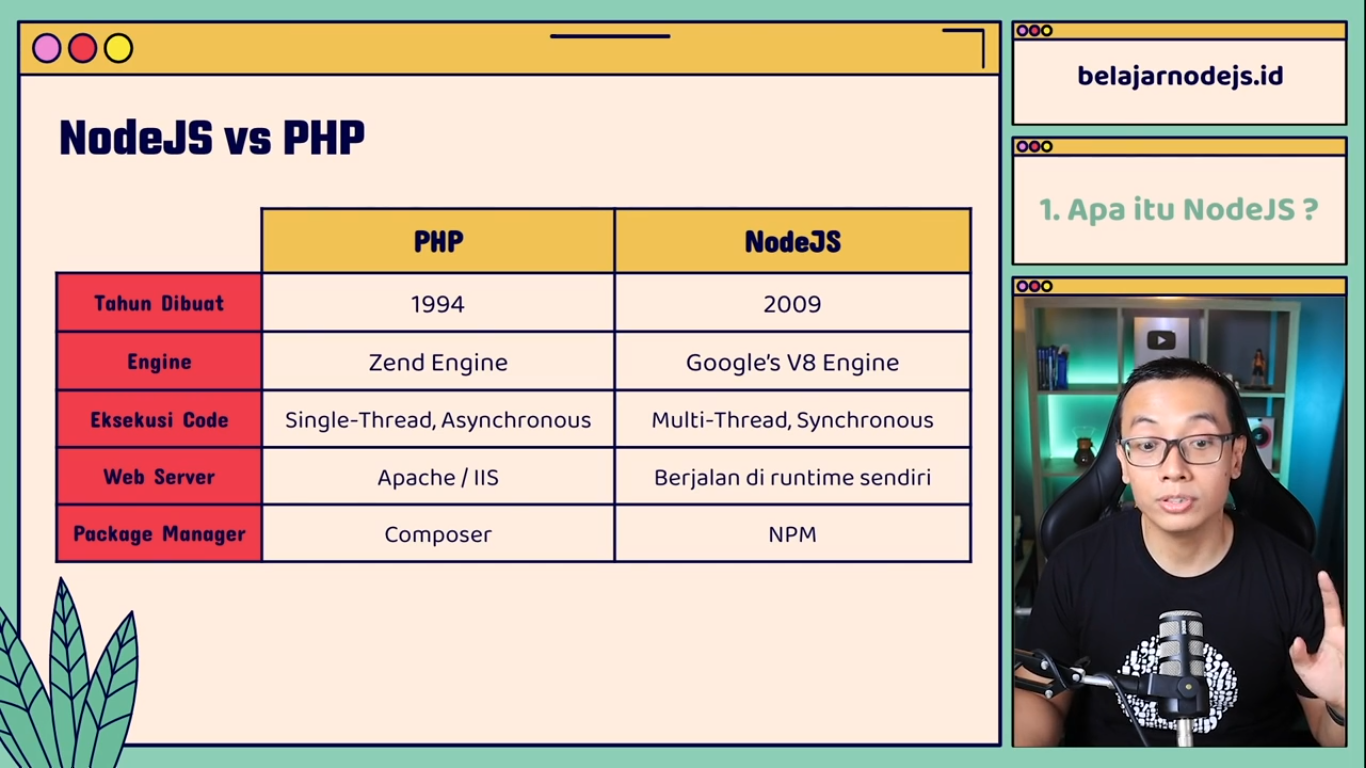 NodeJS vs PHP
PHP NodeJS
Tahun Dibuat 1994 2009
Engine Zend Engine Google's V8 Engine
Eksekusi Code Single-Thread, Asynchronous Multi-Thread, Synchronous
Web Server Apache / IIS Berjalan di runtime sendiri
Package Manager Composer NPM
belajarnodejs.id
1. Apa itu NodeJS ?